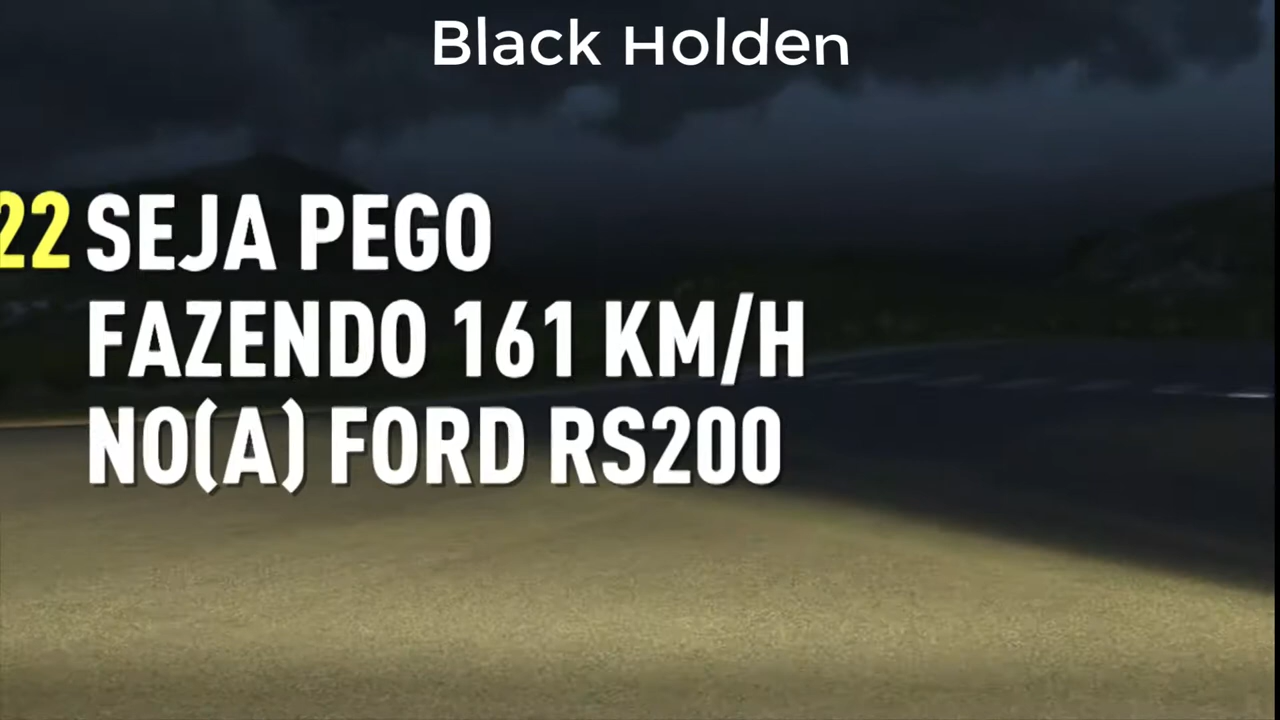 Black Holden
22 SEJA PEGO
FAZENDO 161 KM/H
NO(A) FORD RS200